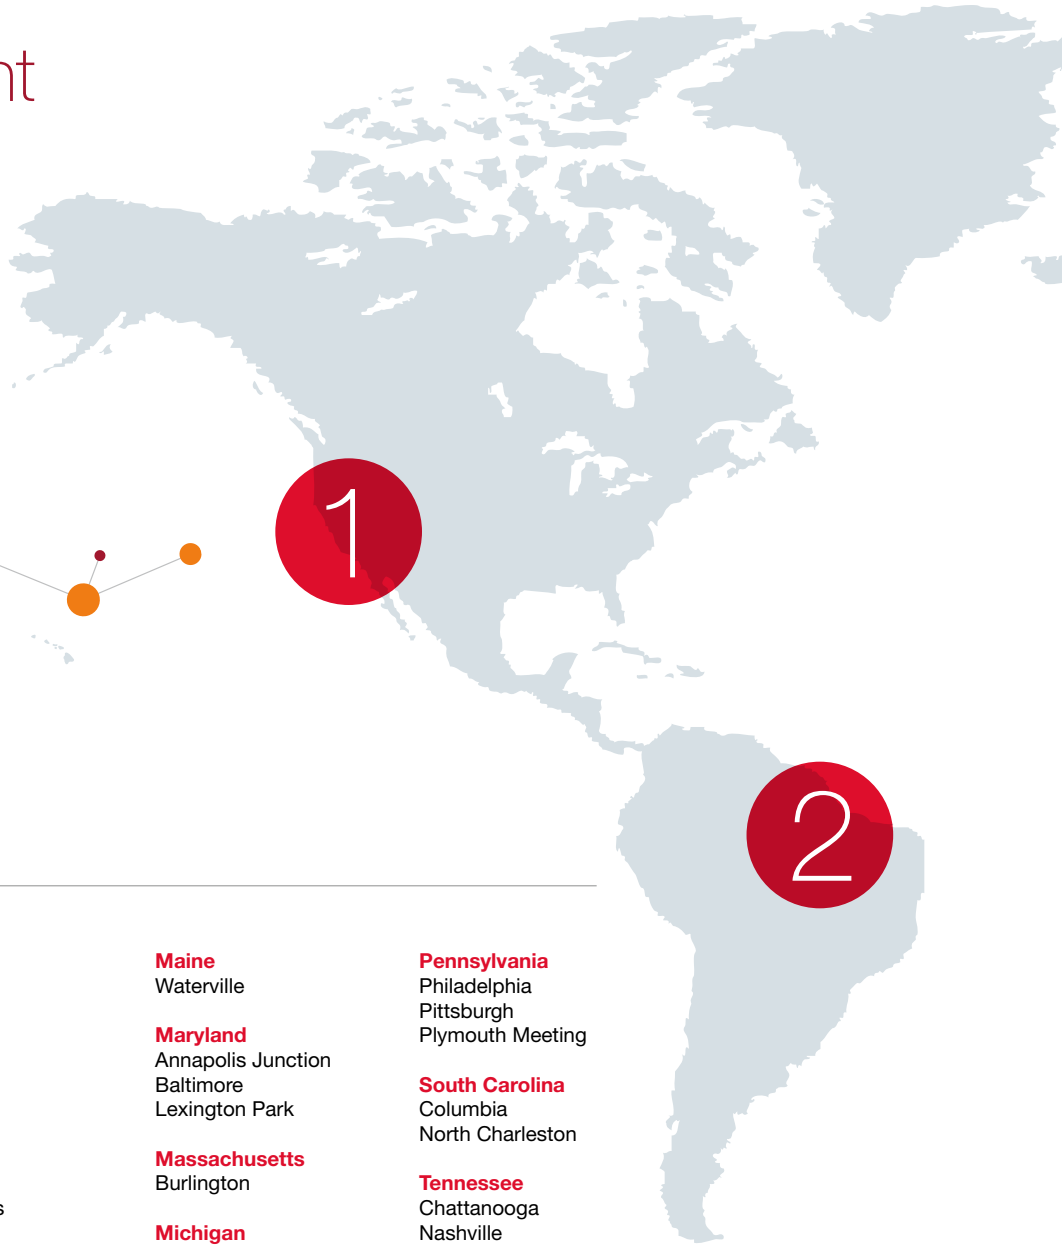 nt
1
2
Maine
Waterville
Maryland
Annapolis Junction
Baltimore
Lexington Park
Massachusetts
Burlington
s
Michigan
Pennsylvania
Philadelphia
Pittsburgh
Plymouth Meeting
South Carolina
Columbia
North Charleston
Tennessee
Chattanooga
Nashville